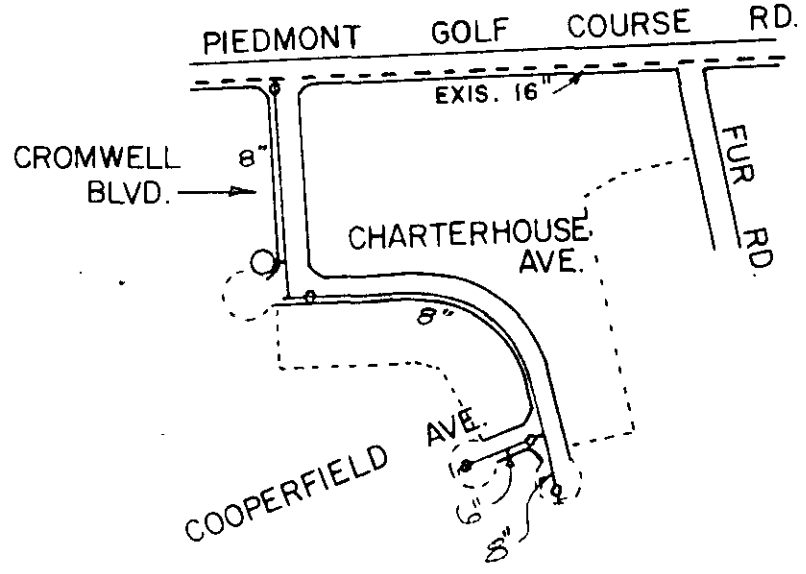 PIEDMONT GOLF COURSE RD.
EXIS. 16"
8"
CROMWELL
BLVD.
FUR RD.
CHARTERHOUSE
AVE.
8"
COOPERFIELD AVE.
6"
8"